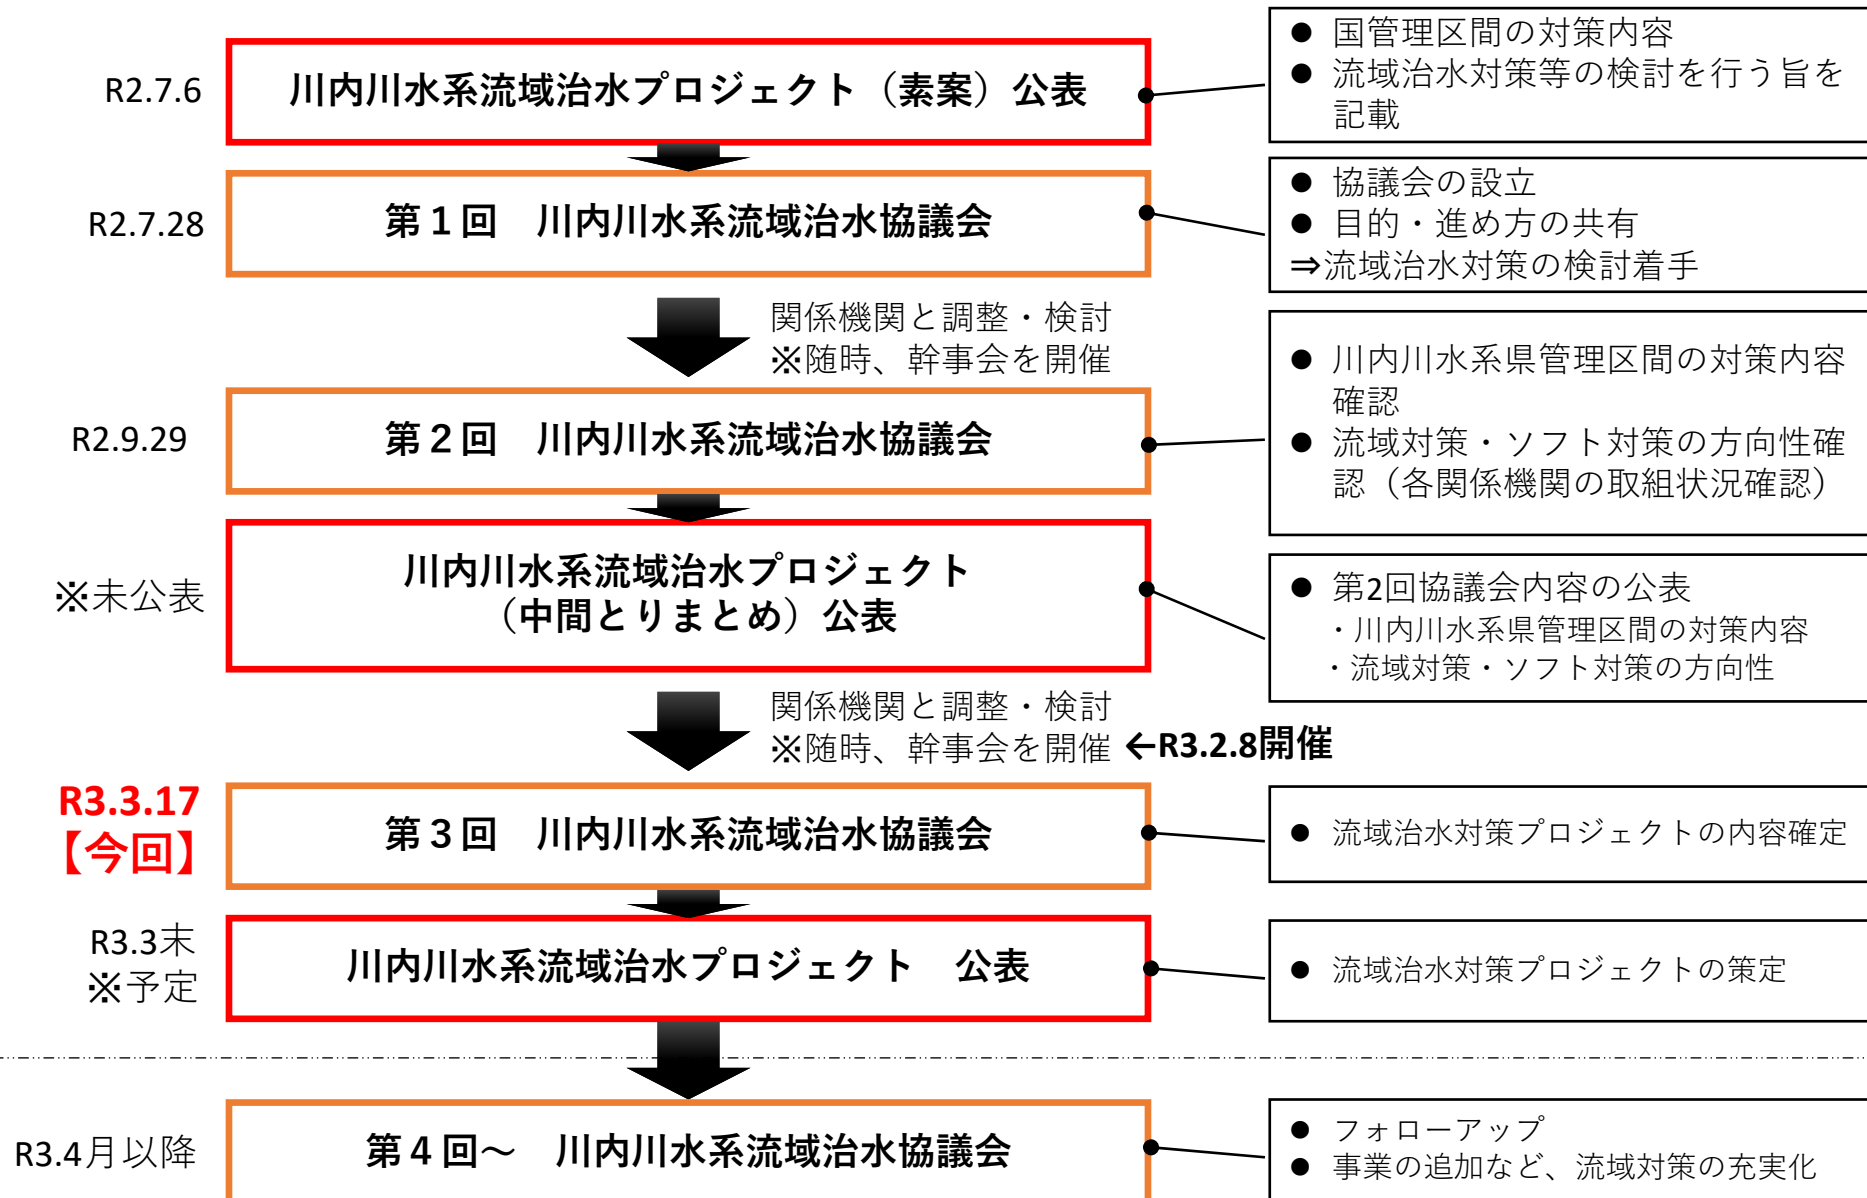 R2.7.6
川内川水系流域治水プロジェクト（素案）公表
● 国管理区間の対策内容
● 流域治水対策等の検討を行う旨を
記載
R2.7.28
第１回　川内川水系流域治水協議会
● 協議会の設立
● 目的・進め方の共有
⇒流域治水対策の検討着手
関係機関と調整・検討
※随時、幹事会を開催
R2.9.29
第２回　川内川水系流域治水協議会
● 川内川水系県管理区間の対策内容
確認
● 流域対策・ソフト対策の方向性確
認（各関係機関の取組状況確認）
※未公表
川内川水系流域治水プロジェクト
（中間とりまとめ）公表
● 第2回協議会内容の公表
・川内川水系県管理区間の対策内容
・流域対策・ソフト対策の方向性
関係機関と調整・検討
※随時、幹事会を開催 ←R3.2.8開催
R3.3.17
【今回】
第３回　川内川水系流域治水協議会
● 流域治水対策プロジェクトの内容確定
R3.3末
※予定
川内川水系流域治水プロジェクト　公表
● 流域治水対策プロジェクトの策定
R3.4月以降
第４回～　川内川水系流域治水協議会
● フォローアップ
● 事業の追加など、流域対策の充実化